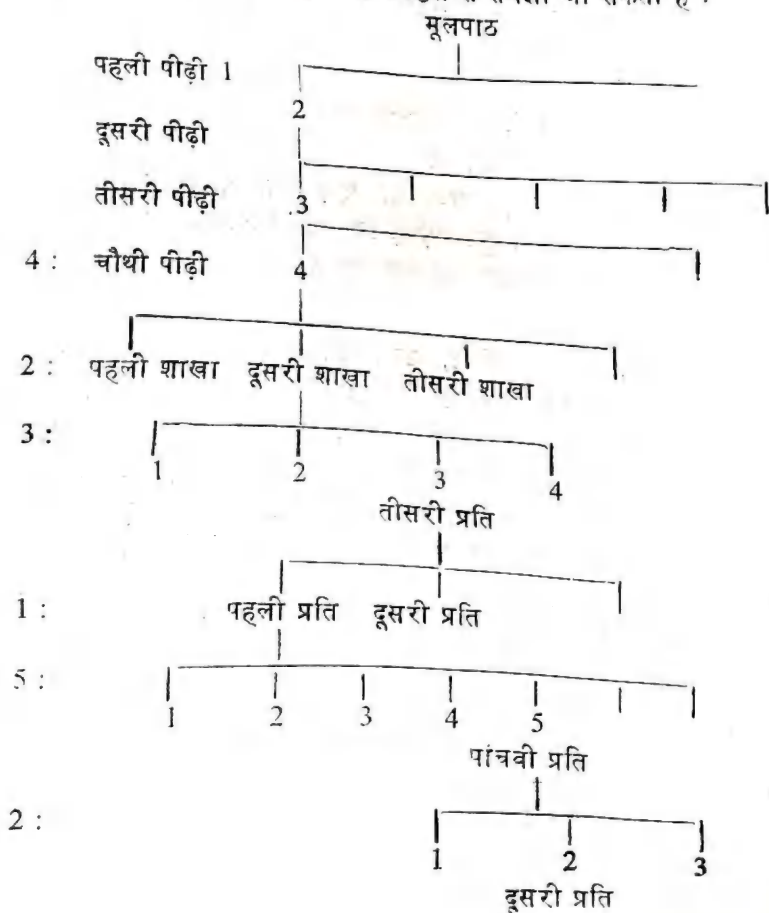 मूलपाठ
पहली पीढ़ी 1
2
दूसरी पीढ़ी
तीसरी पीढ़ी 3
4 : चौथी पीढ़ी 4
2 : पहली शाखा दूसरी शाखा तीसरी शाखा
3 :
1 2 3 4
तीसरी प्रति
1 : पहली प्रति दूसरी प्रति
5 :
1 2 3 4 5
पांचवी प्रति
2 :
1 2 3
दूसरी प्रति